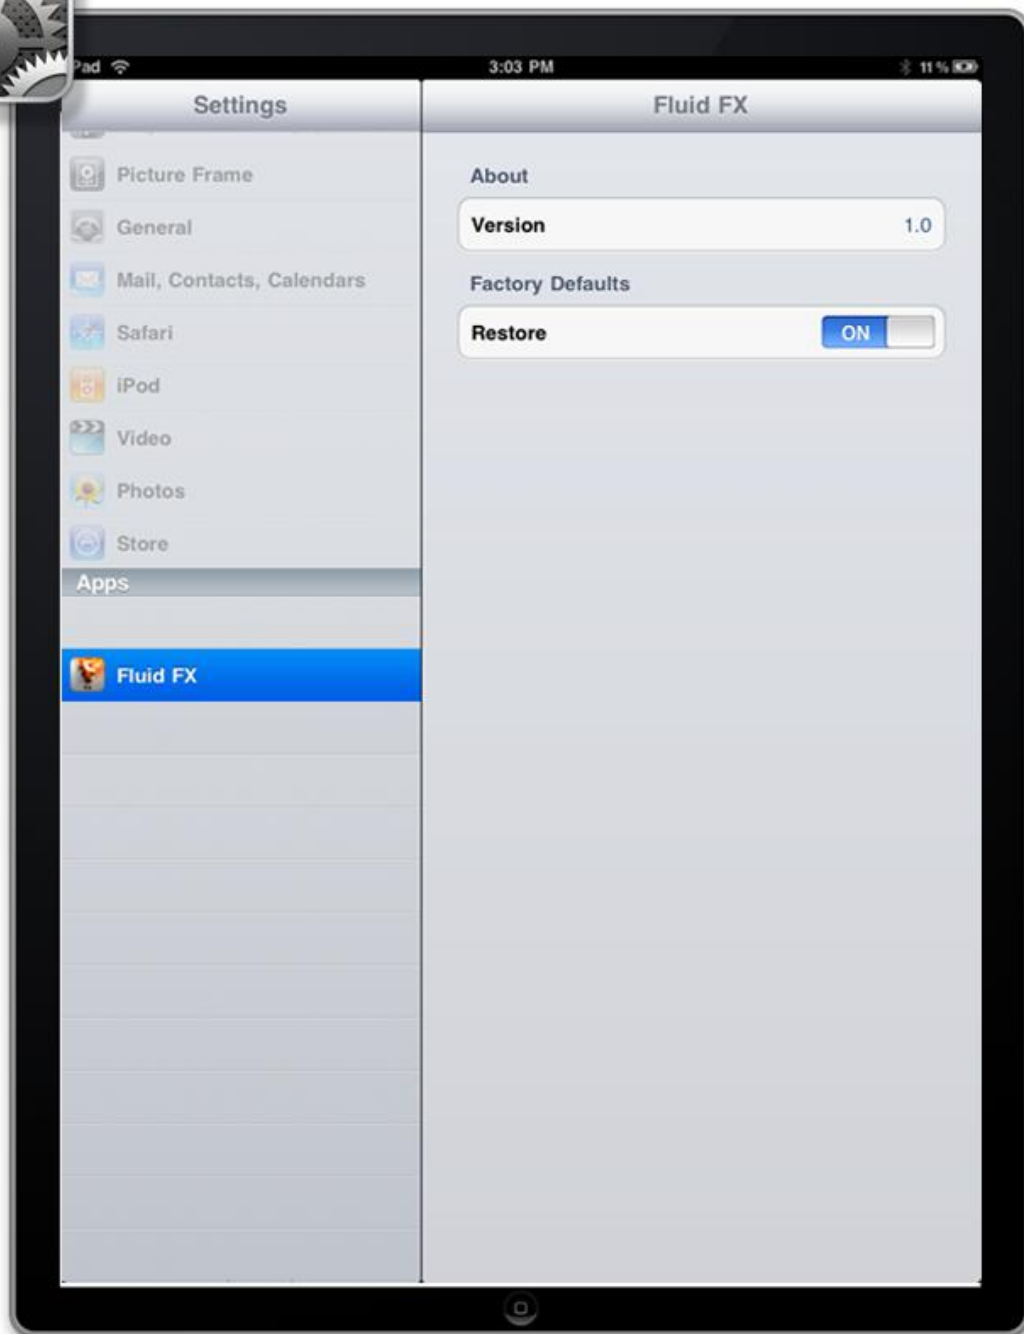 Pad
3:03 PM
11%
Settings
Picture Frame
General
Mail, Contacts, Calendars
Safari
iPod
Video
Photos
Store
Apps
Fluid FX
Fluid FX
About
Version
1.0
Factory Defaults
Restore
ON